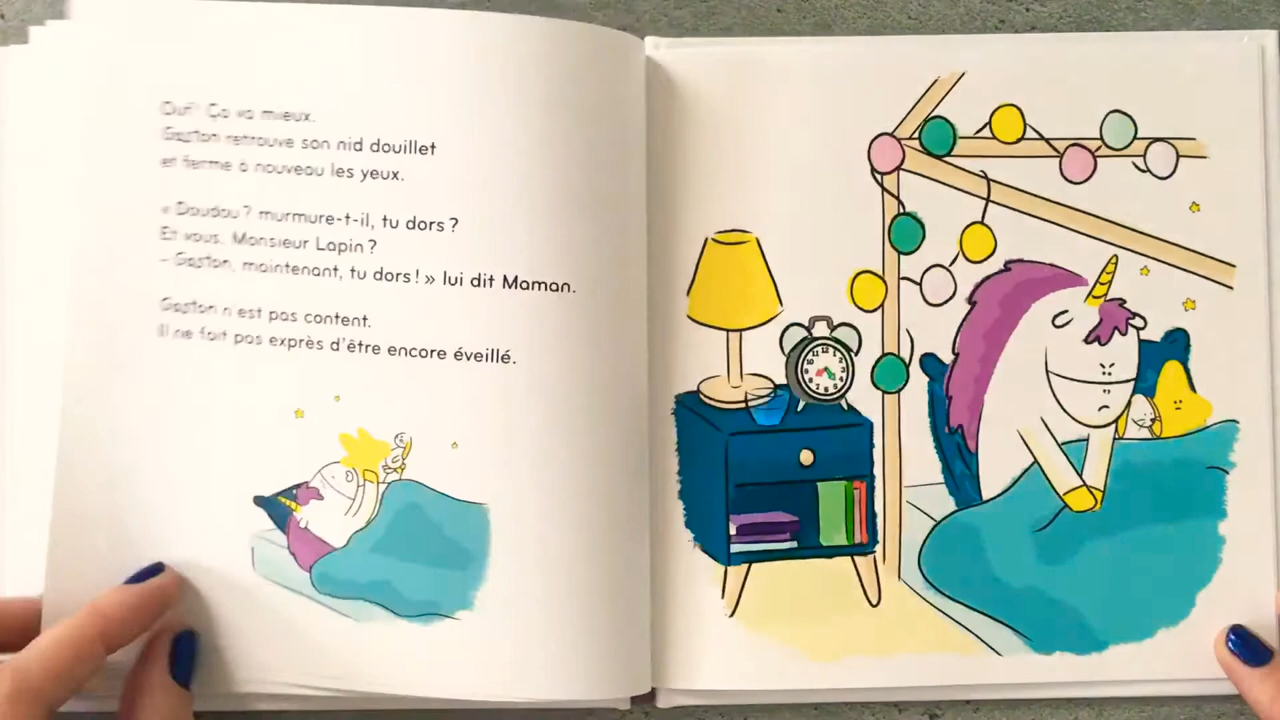 Ouf! Ça va mieux.
Gaston retrouve son nid douillet
et ferme à nouveau les yeux.
« Doudou ? murmure-t-il, tu dors ?
Et vous, Monsieur Lapin ?
– Gaston, maintenant, tu dors ! » lui dit Maman.
Gaston n'est pas content.
Il ne fait pas exprès d'être encore éveillé.